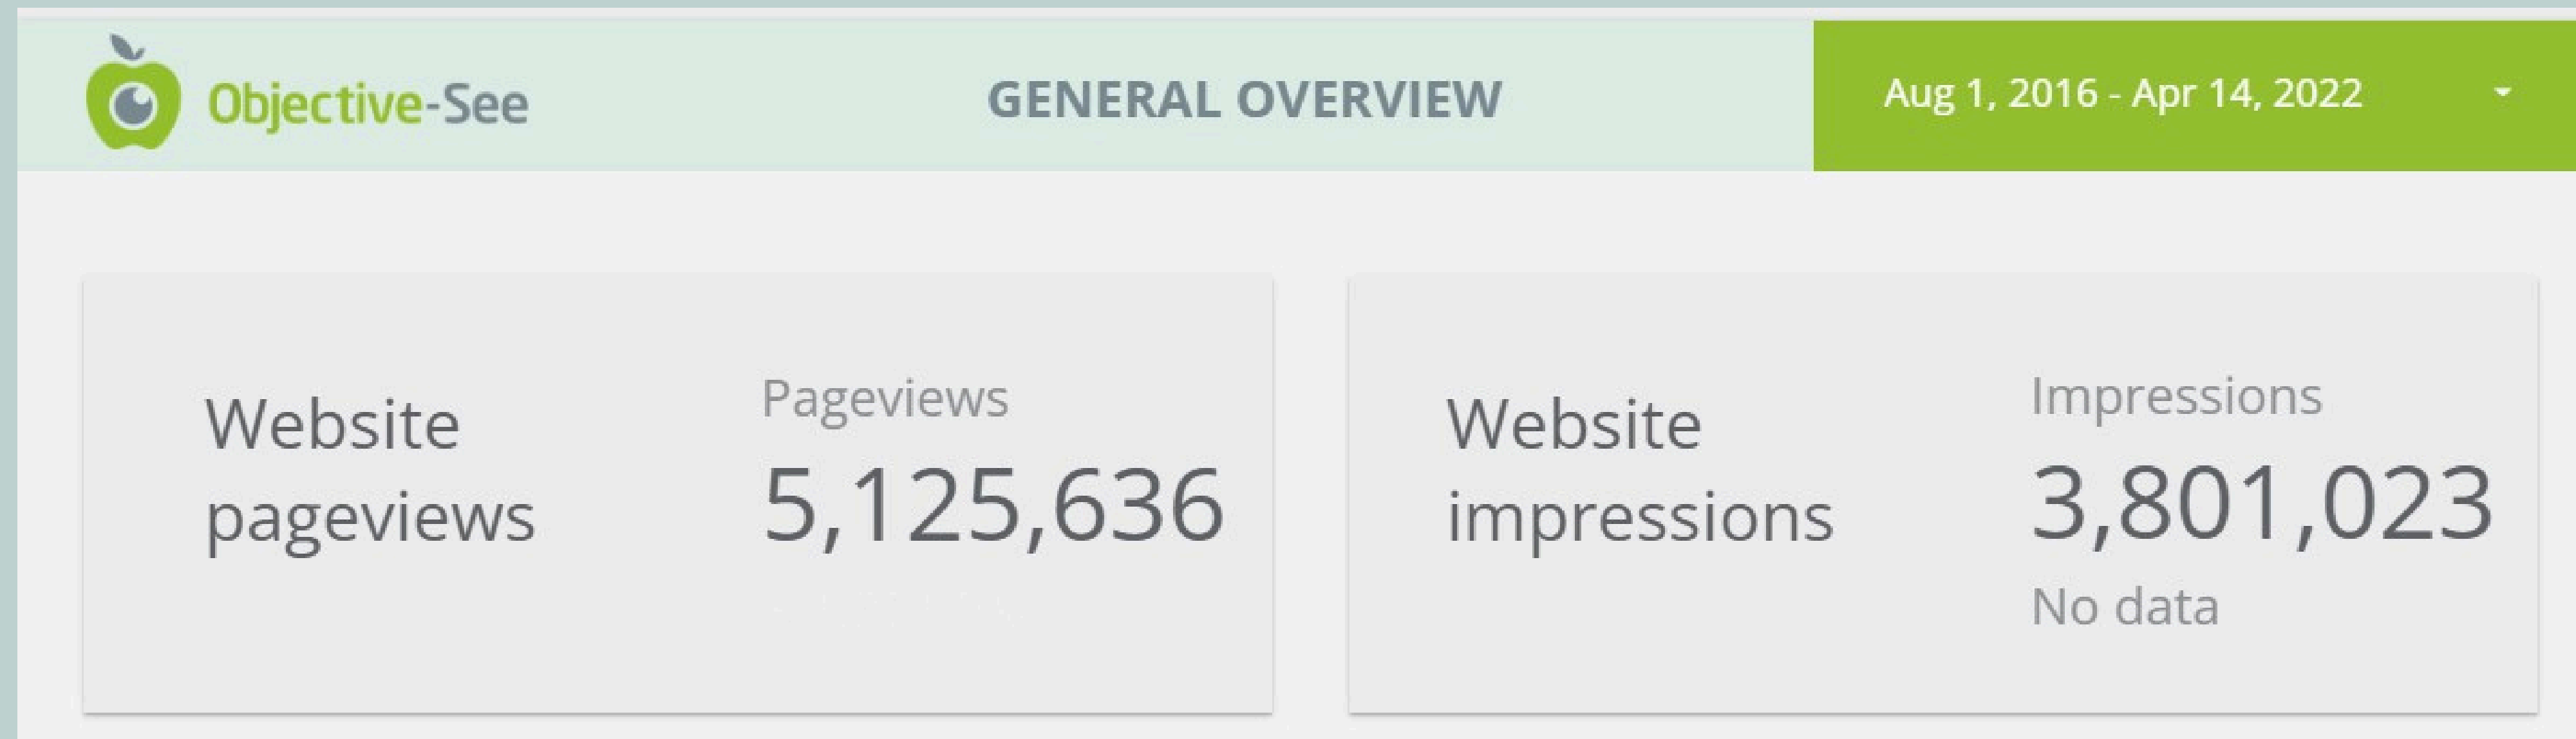 Objective-See
GENERAL OVERVIEW
Aug 1, 2016 - Apr 14, 2022
Website
pageviews
Pageviews
5,125,636
Website
impressions
Impressions
3,801,023
No data